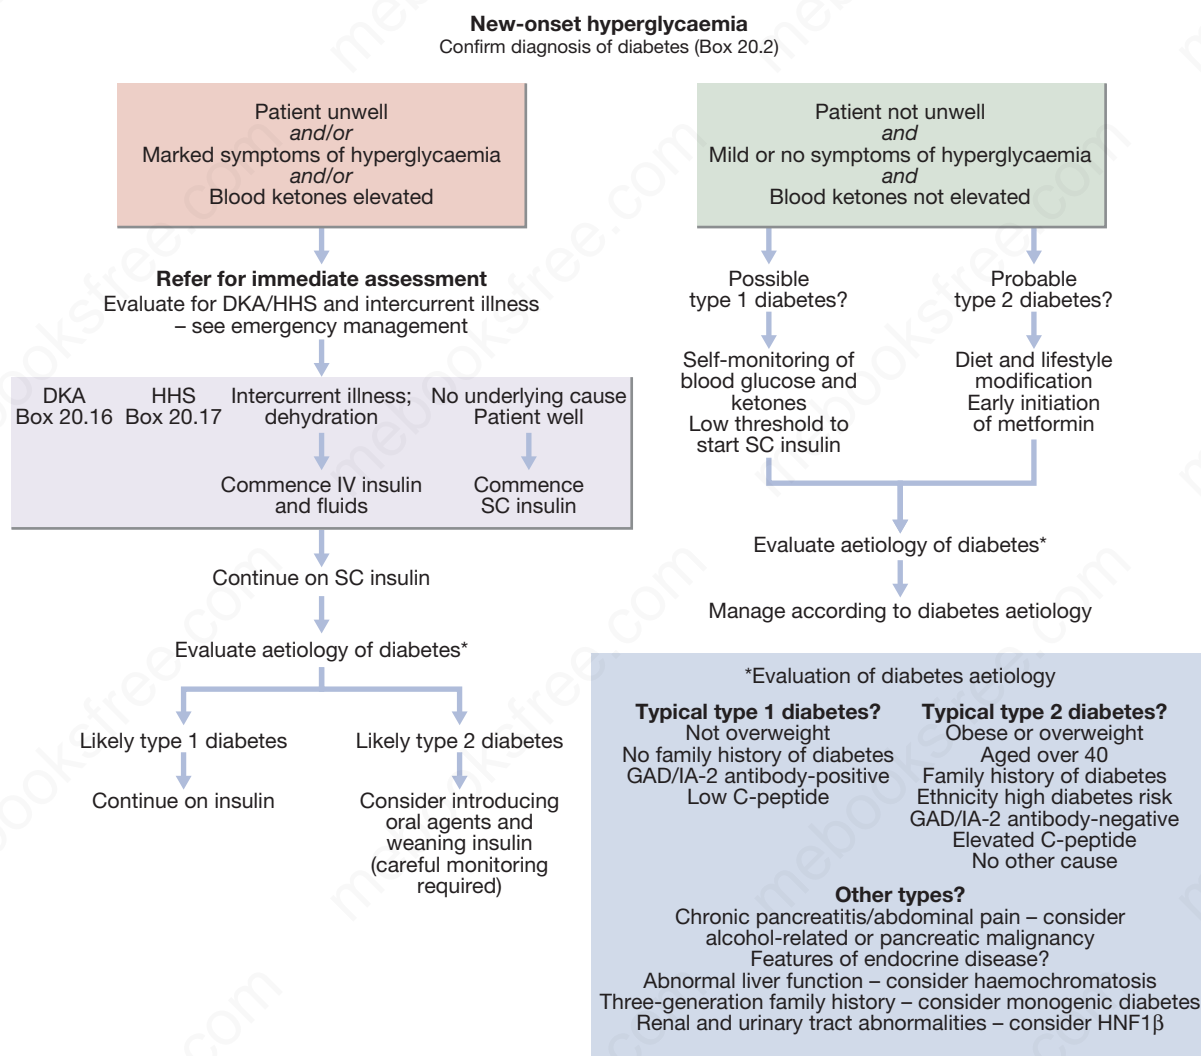 New-onset hyperglycaemia
Confirm diagnosis of diabetes (Box 20.2)
Patient unwell
and/or
Marked symptoms of hyperglycaemia
and/or
Blood ketones elevated
Refer for immediate assessment
Evaluate for DKA/HHS and intercurrent illness
– see emergency management
DKA
Box 20.16
HHS
Box 20.17
Intercurrent illness;
dehydration
Commence IV insulin
and fluids
No underlying cause
Patient well
Commence
SC insulin
Continue on SC insulin
Evaluate aetiology of diabetes*
Likely type 1 diabetes
Continue on insulin
Likely type 2 diabetes
Consider introducing
oral agents and
weaning insulin
(careful monitoring
required)
Patient not unwell
and
Mild or no symptoms of hyperglycaemia
and
Blood ketones not elevated
Possible
type 1 diabetes?
Self-monitoring of
blood glucose and
ketones
Low threshold to
start SC insulin
Probable
type 2 diabetes?
Diet and lifestyle
modification
Early initiation
of metformin
Evaluate aetiology of diabetes*
Manage according to diabetes aetiology
*Evaluation of diabetes aetiology
Typical type 1 diabetes?
Not overweight
No family history of diabetes
GAD/IA-2 antibody-positive
Low C-peptide
Typical type 2 diabetes?
Obese or overweight
Aged over 40
Family history of diabetes
Ethnicity high diabetes risk
GAD/IA-2 antibody-negative
Elevated C-peptide
No other cause
Other types?
Chronic pancreatitis/abdominal pain – consider
alcohol-related or pancreatic malignancy
Features of endocrine disease?
Abnormal liver function – consider haemochromatosis
Three-generation family history – consider monogenic diabetes
Renal and urinary tract abnormalities – consider HNF1β
mebooksfree.com